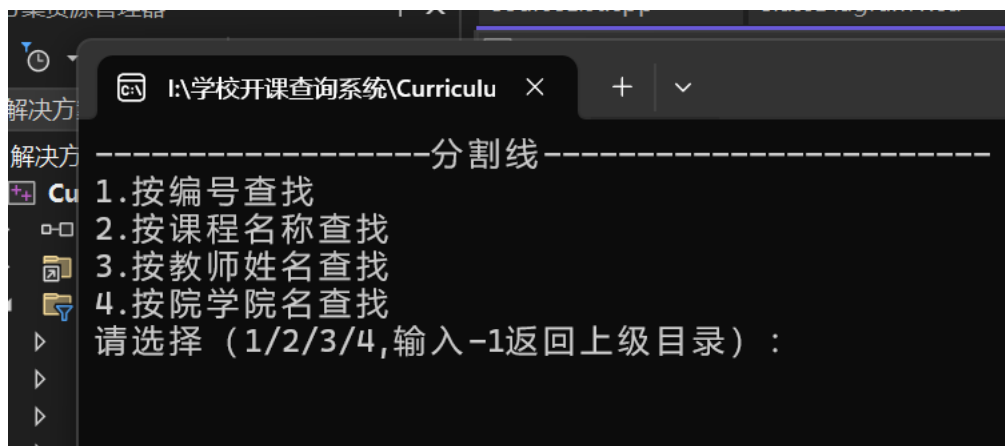 I:\学校开课查询系统\Curriculu
解决方
解决方
------------------分割线------------------------
Cu
1.按编号查找
2.按课程名称查找
3.按教师姓名查找
4.按院学院名查找
请选择（1/2/3/4,输入-1返回上级目录）: